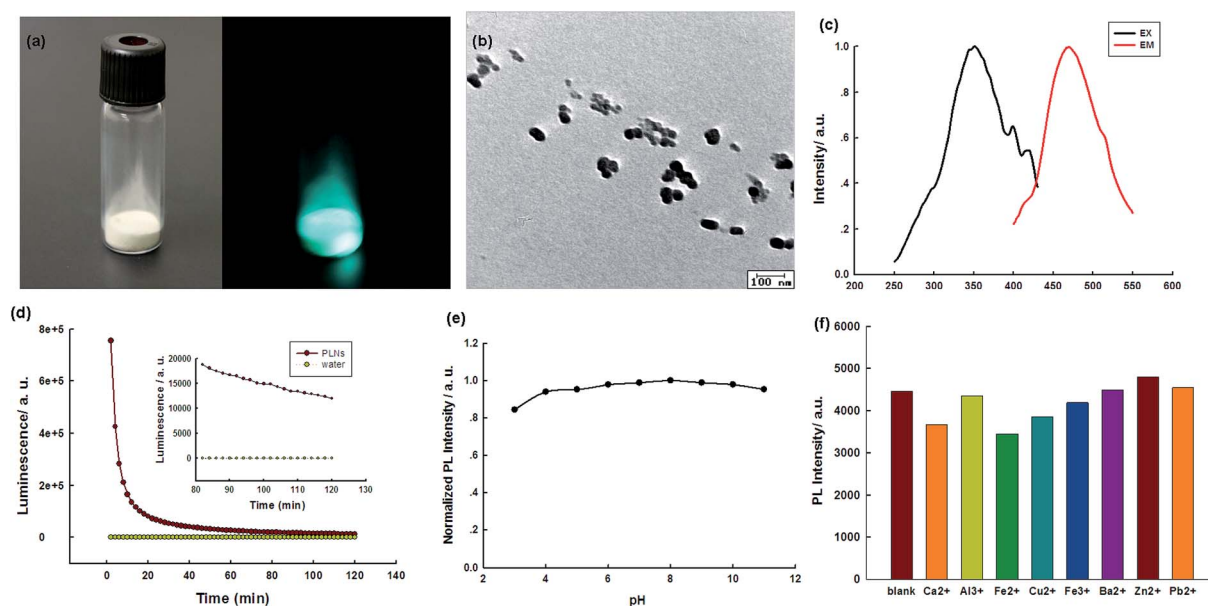 (a)
(b)
100 nm
(c)
EX
EM
Intensity/ a.u.
1.0
.8
.6
.4
.2
0.0
200 250 300 350 400 450 500 550 600
(d)
Luminescence/ a. u.
8e+5
6e+5
4e+5
2e+5
0
0 20 40 60 80 100 120 140
Time (min)
PLNs
water
Luminescence / a. u.
20000
15000
10000
5000
0
80 90 100 110 120 130
Time (min)
(e)
Normalized PL Intensity / a. u.
1.2
1.0
.8
.6
.4
.2
0.0
2 4 6 8 10 12
pH
(f)
PL Intensity/ a.u.
6000
5000
4000
3000
2000
1000
0
blank Ca2+ Al3+ Fe2+ Cu2+ Fe3+ Ba2+ Zn2+ Pb2+